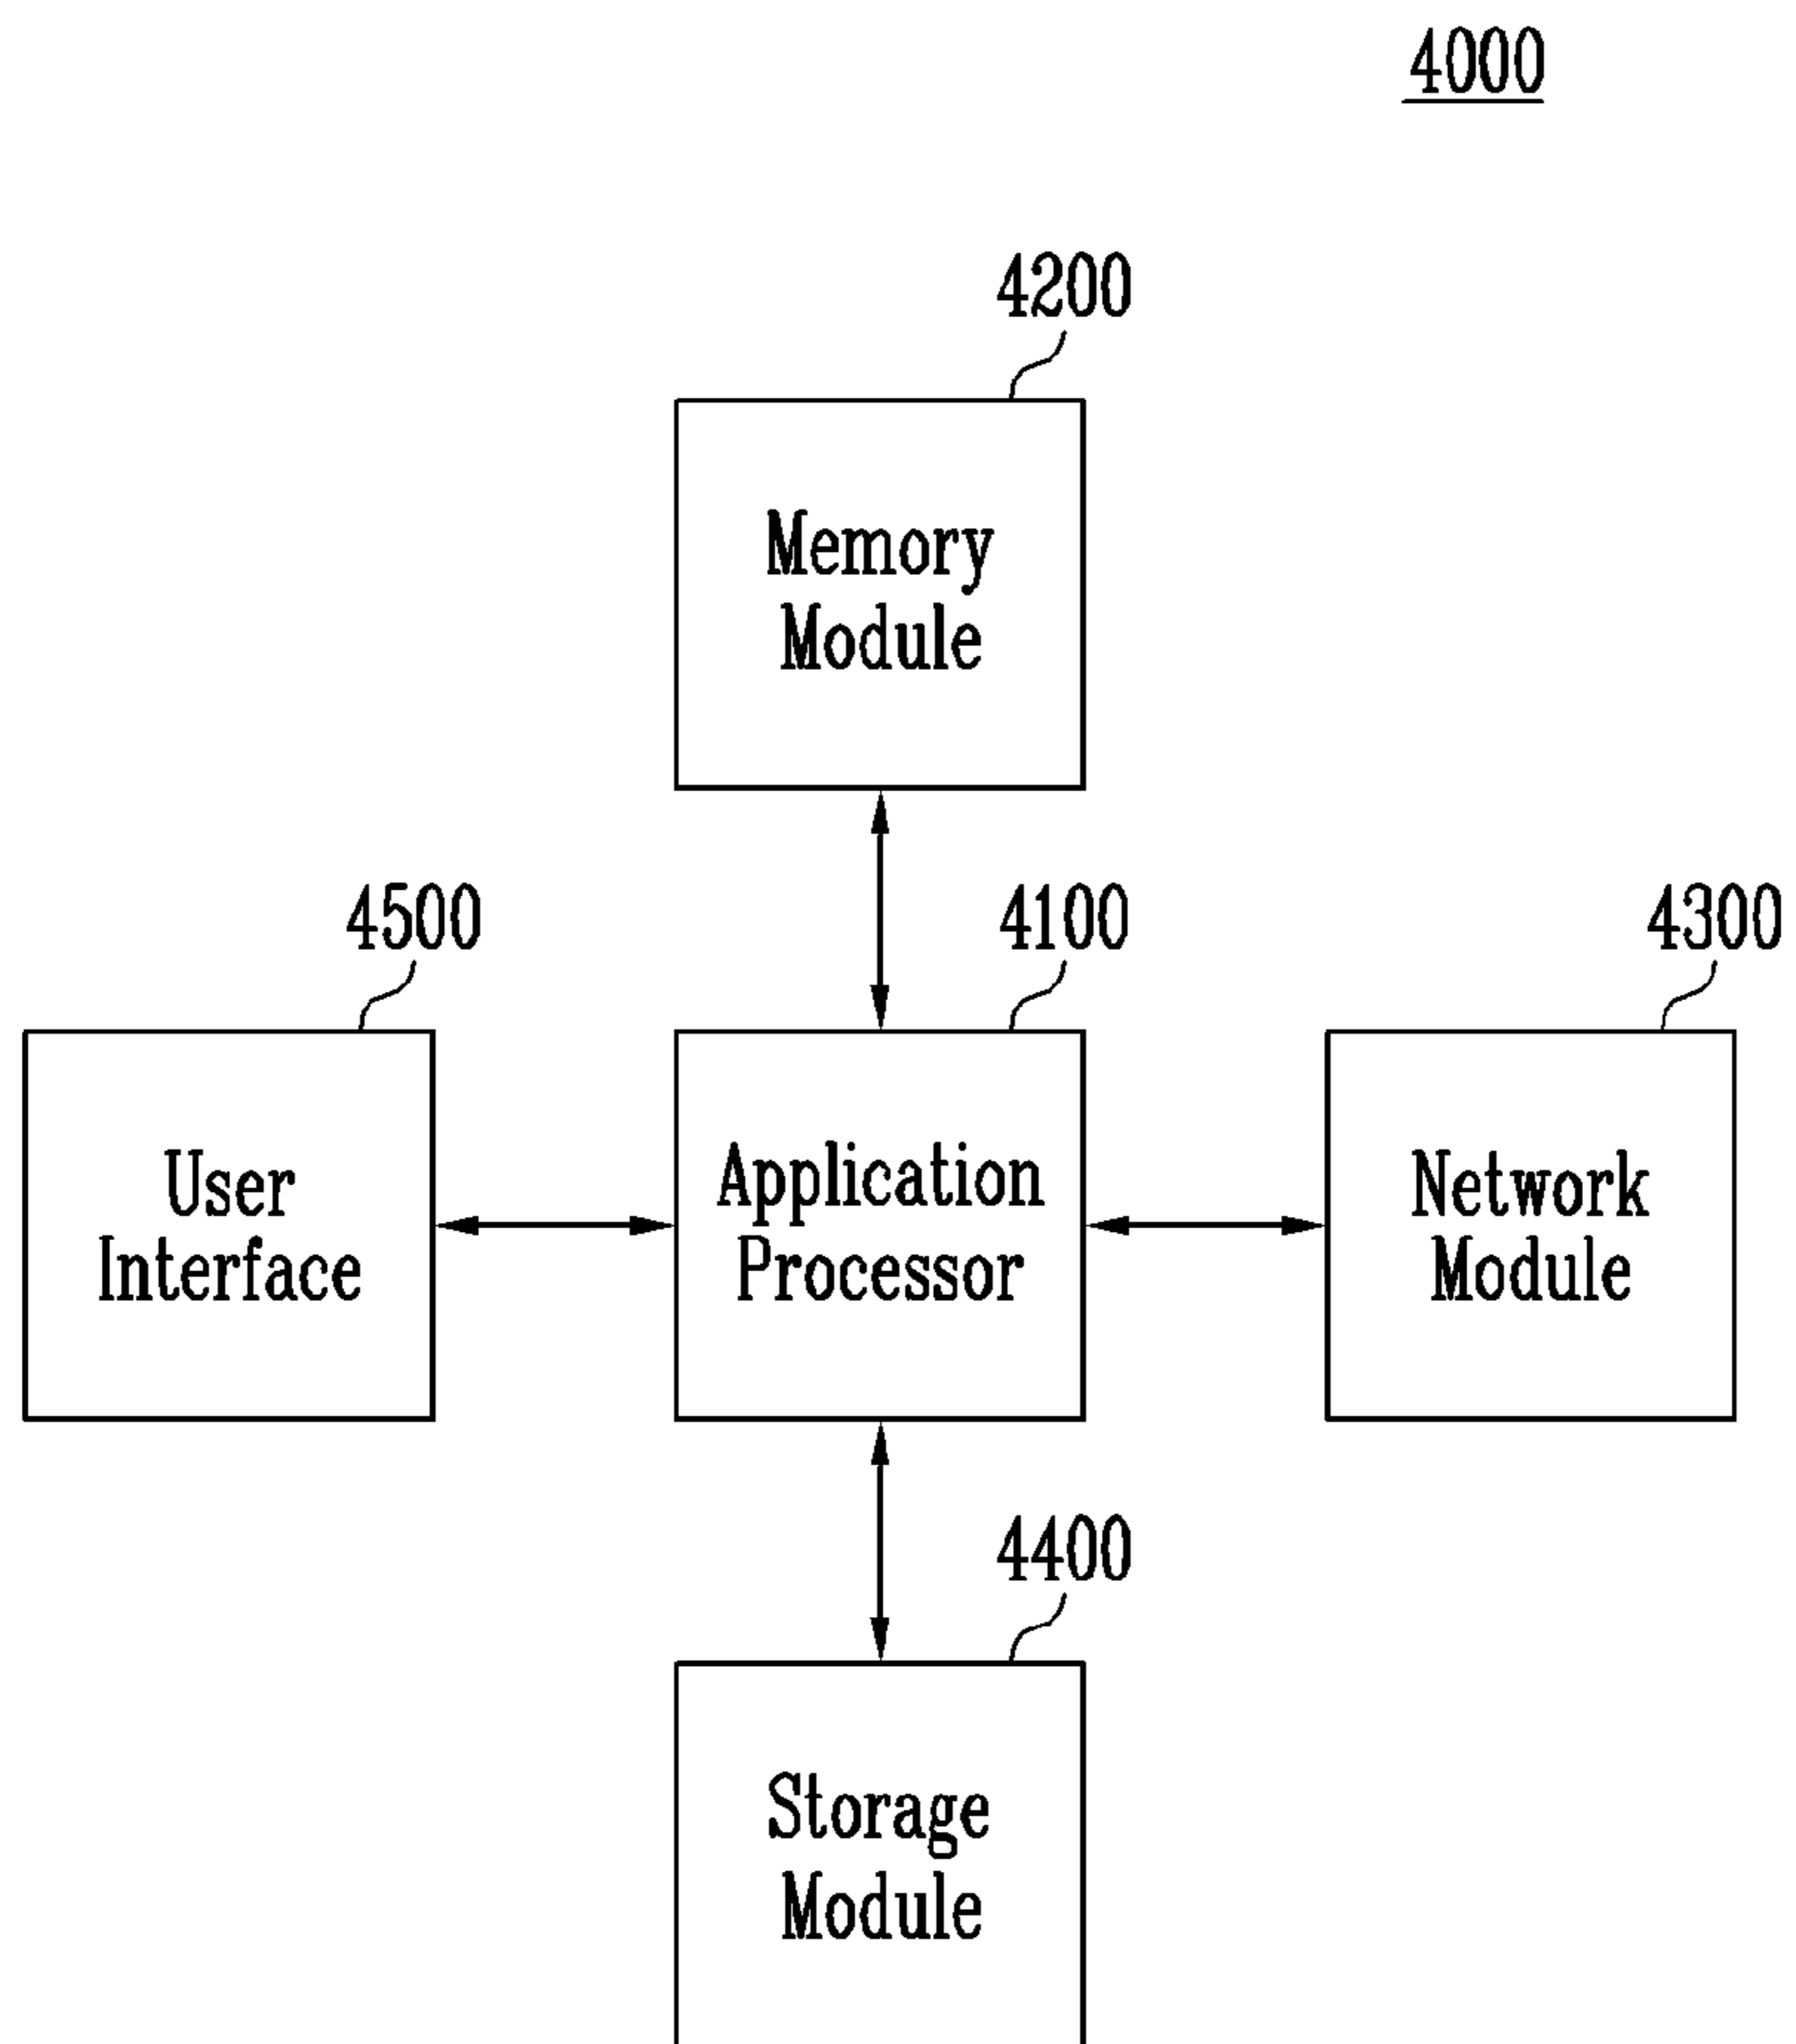 4000
4200
Memory
Module
4500
4100
4300
User
Interface
Application
Processor
Network
Module
4400
Storage
Module